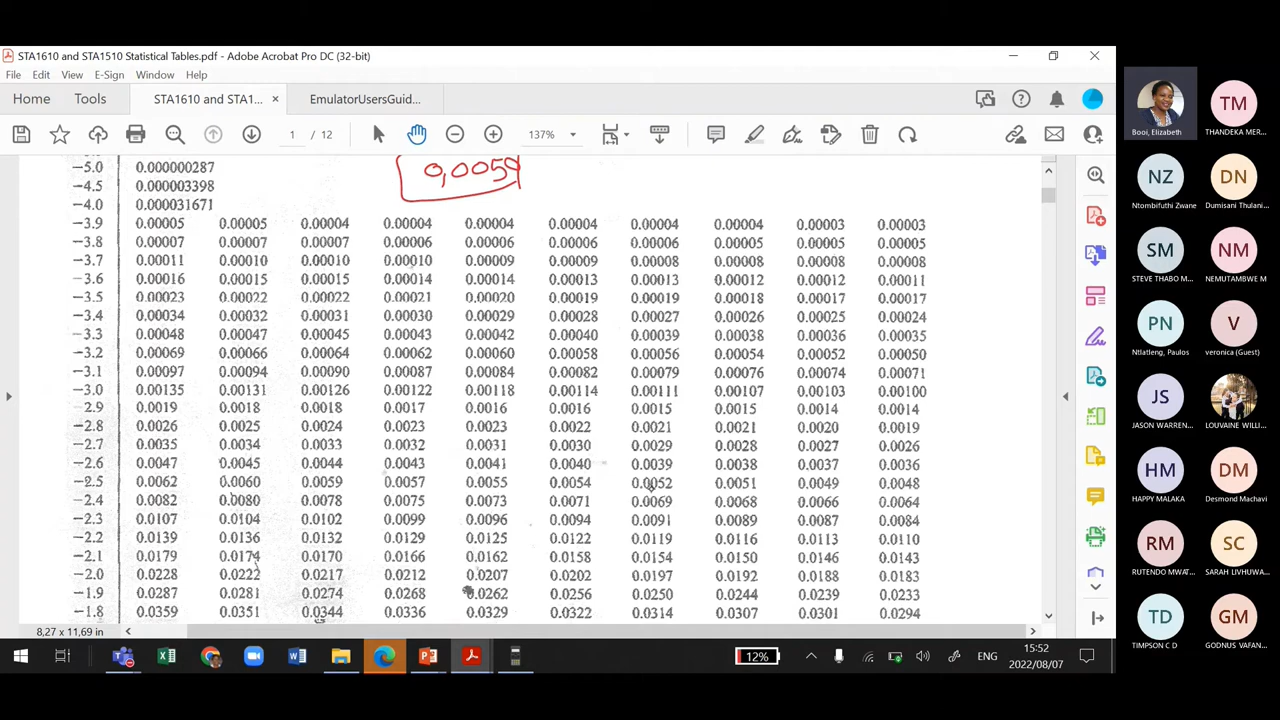 STA1610 and STA1510 Statistical Tables.pdf - Adobe Acrobat Pro DC (32-bit)
File Edit View E-Sign Window Help
Home Tools STA1610 and STA1... × EmulatorUsersGuid...
1 / 12 137%
0,0059
−5.0 0.000000287
−4.5 0.000003398
−4.0 0.000031671
−3.9 0.00005 0.00005 0.00004 0.00004 0.00004 0.00004 0.00004 0.00004 0.00003 0.00003
−3.8 0.00007 0.00007 0.00007 0.00006 0.00006 0.00006 0.00006 0.00005 0.00005 0.00005
−3.7 0.00011 0.00010 0.00010 0.00010 0.00009 0.00009 0.00008 0.00008 0.00008 0.00008
−3.6 0.00016 0.00015 0.00015 0.00014 0.00014 0.00013 0.00013 0.00012 0.00012 0.00011
−3.5 0.00023 0.00022 0.00022 0.00021 0.00020 0.00019 0.00019 0.00018 0.00017 0.00017
−3.4 0.00034 0.00032 0.00031 0.00030 0.00029 0.00028 0.00027 0.00026 0.00025 0.00024
−3.3 0.00048 0.00047 0.00045 0.00043 0.00042 0.00040 0.00039 0.00038 0.00036 0.00035
−3.2 0.00069 0.00066 0.00064 0.00062 0.00060 0.00058 0.00056 0.00054 0.00052 0.00050
−3.1 0.00097 0.00094 0.00090 0.00087 0.00084 0.00082 0.00079 0.00076 0.00074 0.00071
−3.0 0.00135 0.00131 0.00126 0.00122 0.00118 0.00114 0.00111 0.00107 0.00103 0.00100
−2.9 0.0019 0.0018 0.0018 0.0017 0.0016 0.0016 0.0015 0.0015 0.0014 0.0014
−2.8 0.0026 0.0025 0.0024 0.0023 0.0023 0.0022 0.0021 0.0021 0.0020 0.0019
−2.7 0.0035 0.0034 0.0033 0.0032 0.0031 0.0030 0.0029 0.0028 0.0027 0.0026
−2.6 0.0047 0.0045 0.0044 0.0043 0.0041 0.0040 0.0039 0.0038 0.0037 0.0036
−2.5 0.0062 0.0060 0.0059 0.0057 0.0055 0.0054 0.0052 0.0051 0.0049 0.0048
−2.4 0.0082 0.0080 0.0078 0.0075 0.0073 0.0071 0.0069 0.0068 0.0066 0.0064
−2.3 0.0107 0.0104 0.0102 0.0099 0.0096 0.0094 0.0091 0.0089 0.0087 0.0084
−2.2 0.0139 0.0136 0.0132 0.0129 0.0125 0.0122 0.0119 0.0116 0.0113 0.0110
−2.1 0.0179 0.0174 0.0170 0.0166 0.0162 0.0158 0.0154 0.0150 0.0146 0.0143
−2.0 0.0228 0.0222 0.0217 0.0212 0.0207 0.0202 0.0197 0.0192 0.0188 0.0183
−1.9 0.0287 0.0281 0.0274 0.0268 0.0262 0.0256 0.0250 0.0244 0.0239 0.0233
−1.8 0.0359 0.0351 0.0344 0.0336 0.0329 0.0322 0.0314 0.0307 0.0301 0.0294
8,27 x 11,69 in
12% ENG 15:52
2022/08/07
Booi, Elizabeth
TM
THANDEKA MER...
NZ
Ntombifuthi Zwane
DN
Dumisani Thulani...
SM
STEVE THABO M...
NM
NEMUTAMBWE M
PN
Ntlatleng, Paulos
V
veronica (Guest)
JS
JASON WARREN...
LOUVAINE WILLI...
HM
HAPPY MALAKA
DM
Desmond Machavi
RM
RUTENDO MWAT...
SC
SARAH LIVHUWA...
TD
TIMPSON C D
GM
GODNUS VAFAN...